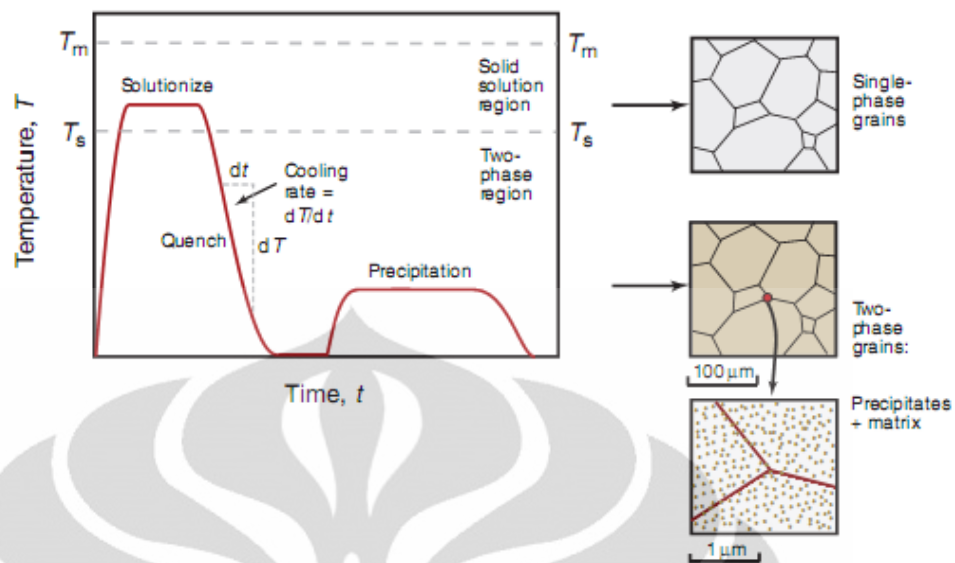 Temperature, T
Tm
Ts
Solutionize
dt
Cooling
rate =
dT/dt
Quench
dT
Precipitation
Solid
solution
region
Two-
phase
region
Tm
Ts
Time, t
Single-
phase
grains
Two-
phase
grains:
100 μm
Precipitates
+ matrix
1 μm